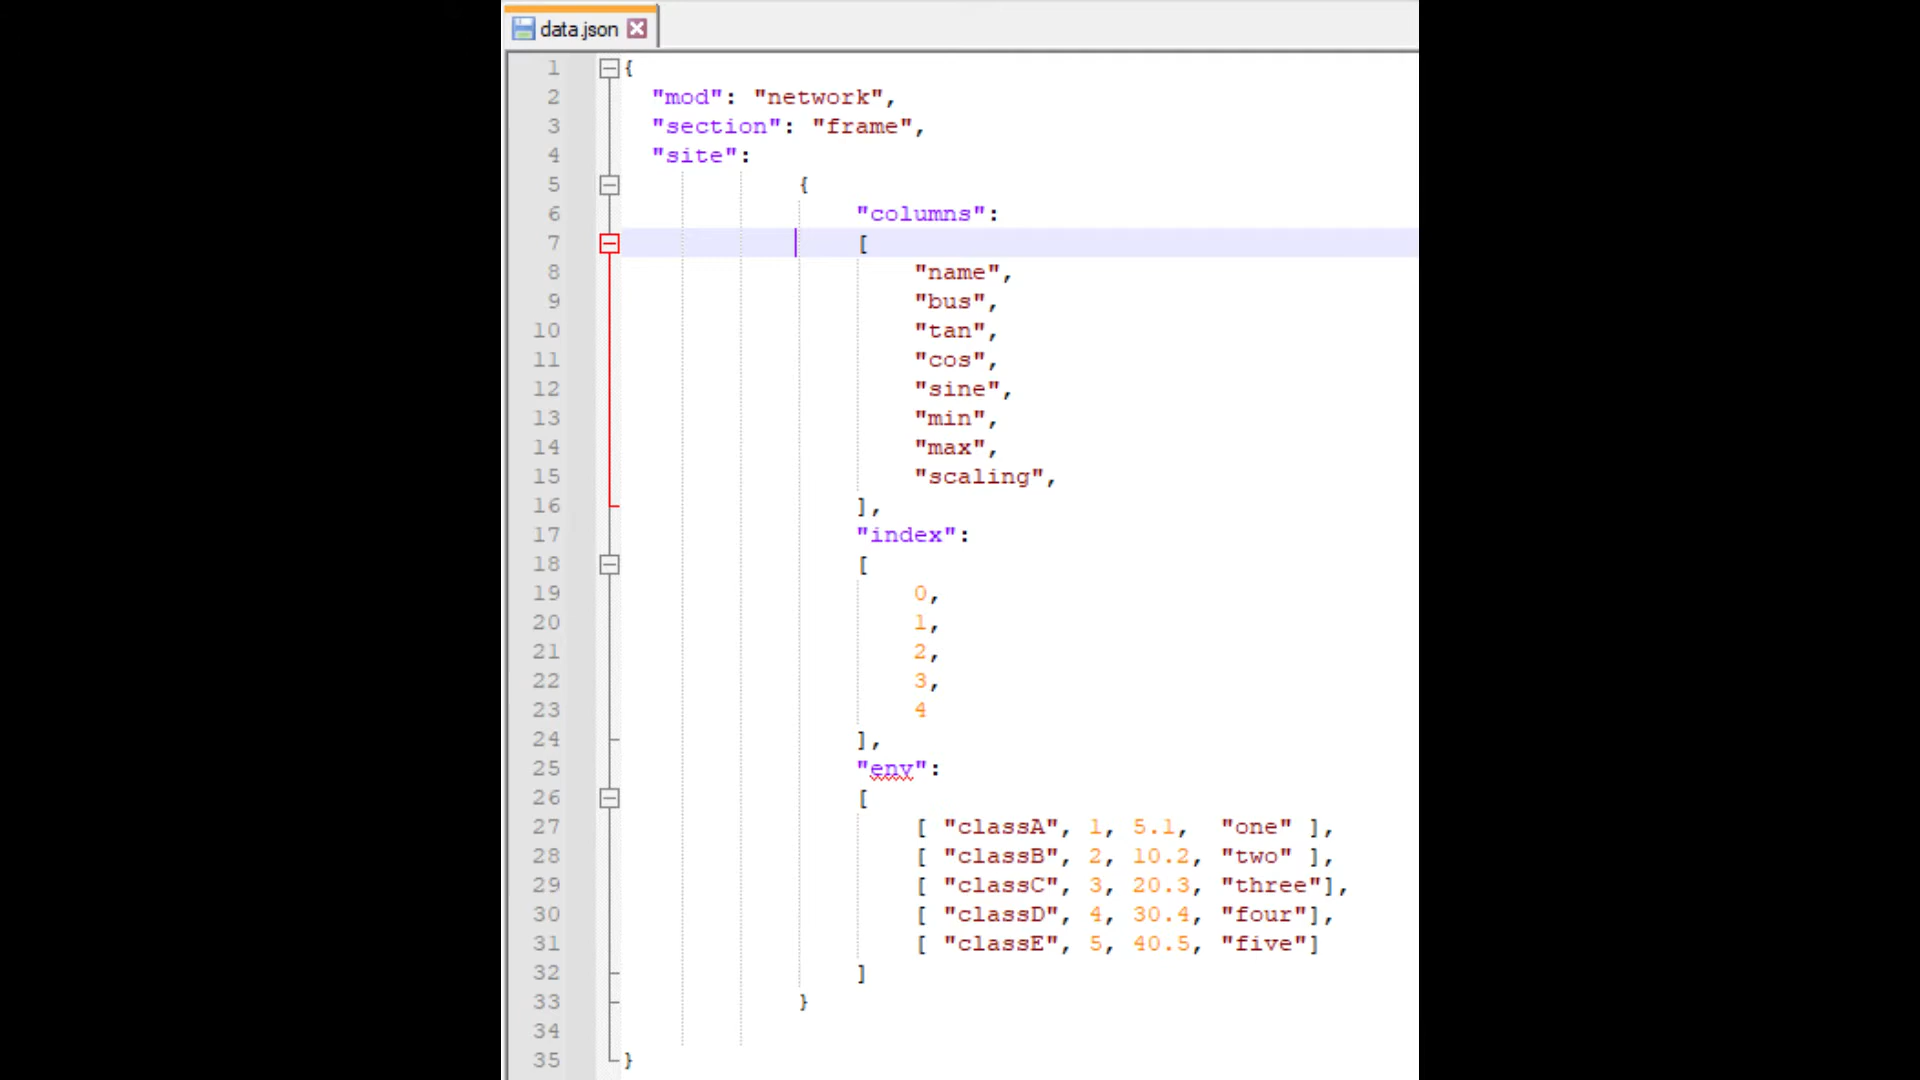 data.json
1 {
2 "mod": "network",
3 "section": "frame",
4 "site":
5 {
6 "columns":
7 [
8 "name",
9 "bus",
10 "tan",
11 "cos",
12 "sine",
13 "min",
14 "max",
15 "scaling",
16 ],
17 "index":
18 [
19 0,
20 1,
21 2,
22 3,
23 4
24 ],
25 "env":
26 [
27 [ "classA", 1, 5.1,  "one" ],
28 [ "classB", 2, 10.2, "two" ],
29 [ "classC", 3, 20.3, "three"],
30 [ "classD", 4, 30.4, "four"],
31 [ "classE", 5, 40.5, "five"]
32 ]
33 }
34
35 }